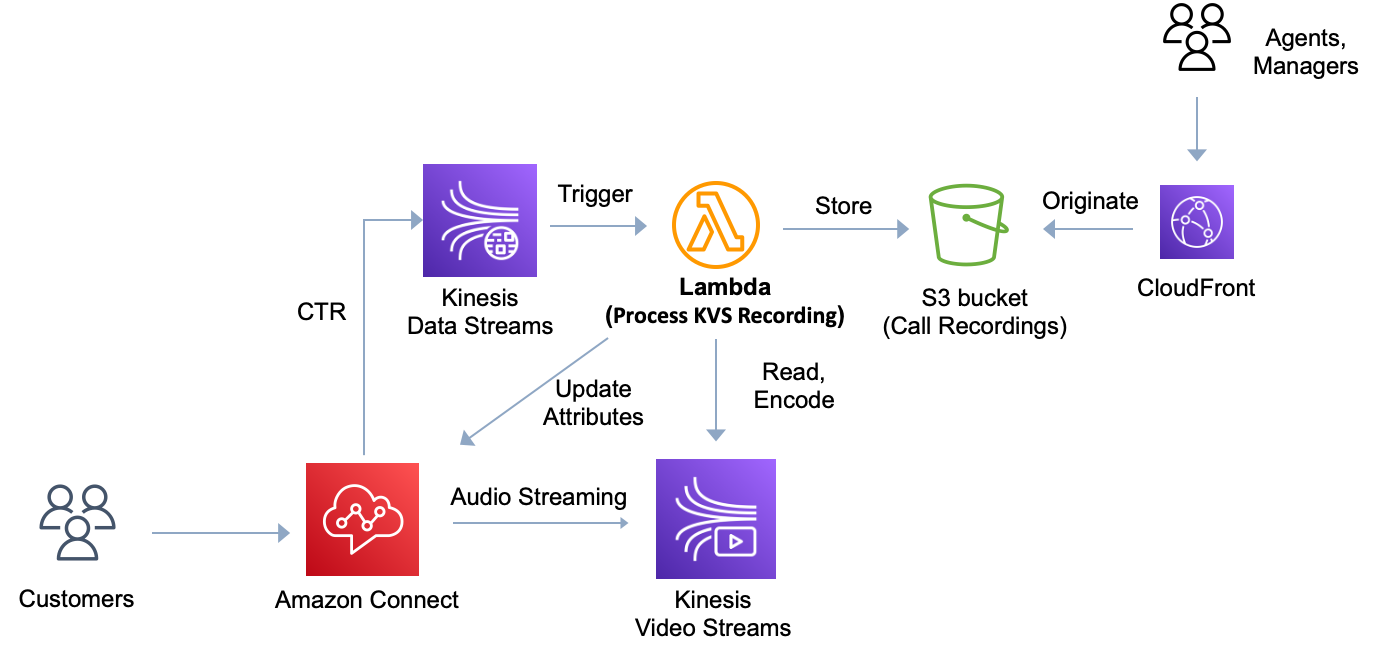 Agents,
Managers
Trigger
Store
Originate
CloudFront
Lambda
(Process KVS Recording)
Kinesis
Data Streams
S3 bucket
(Call Recordings)
CTR
Update
Attributes
Read,
Encode
Audio Streaming
Customers
Amazon Connect
Kinesis
Video Streams